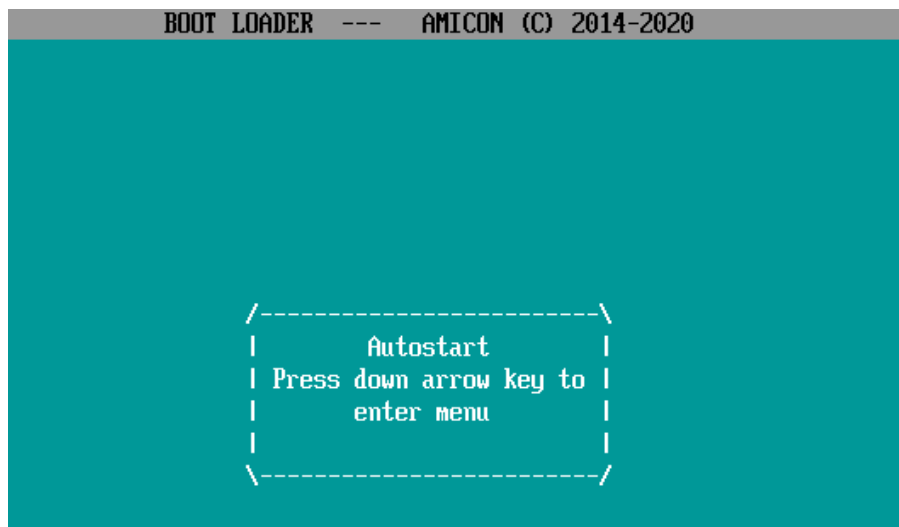 BOOT LOADER --- AMICON (C) 2014-2020
/-------------------------\
| Autostart |
| Press down arrow key to |
| enter menu |
| |
\-------------------------/